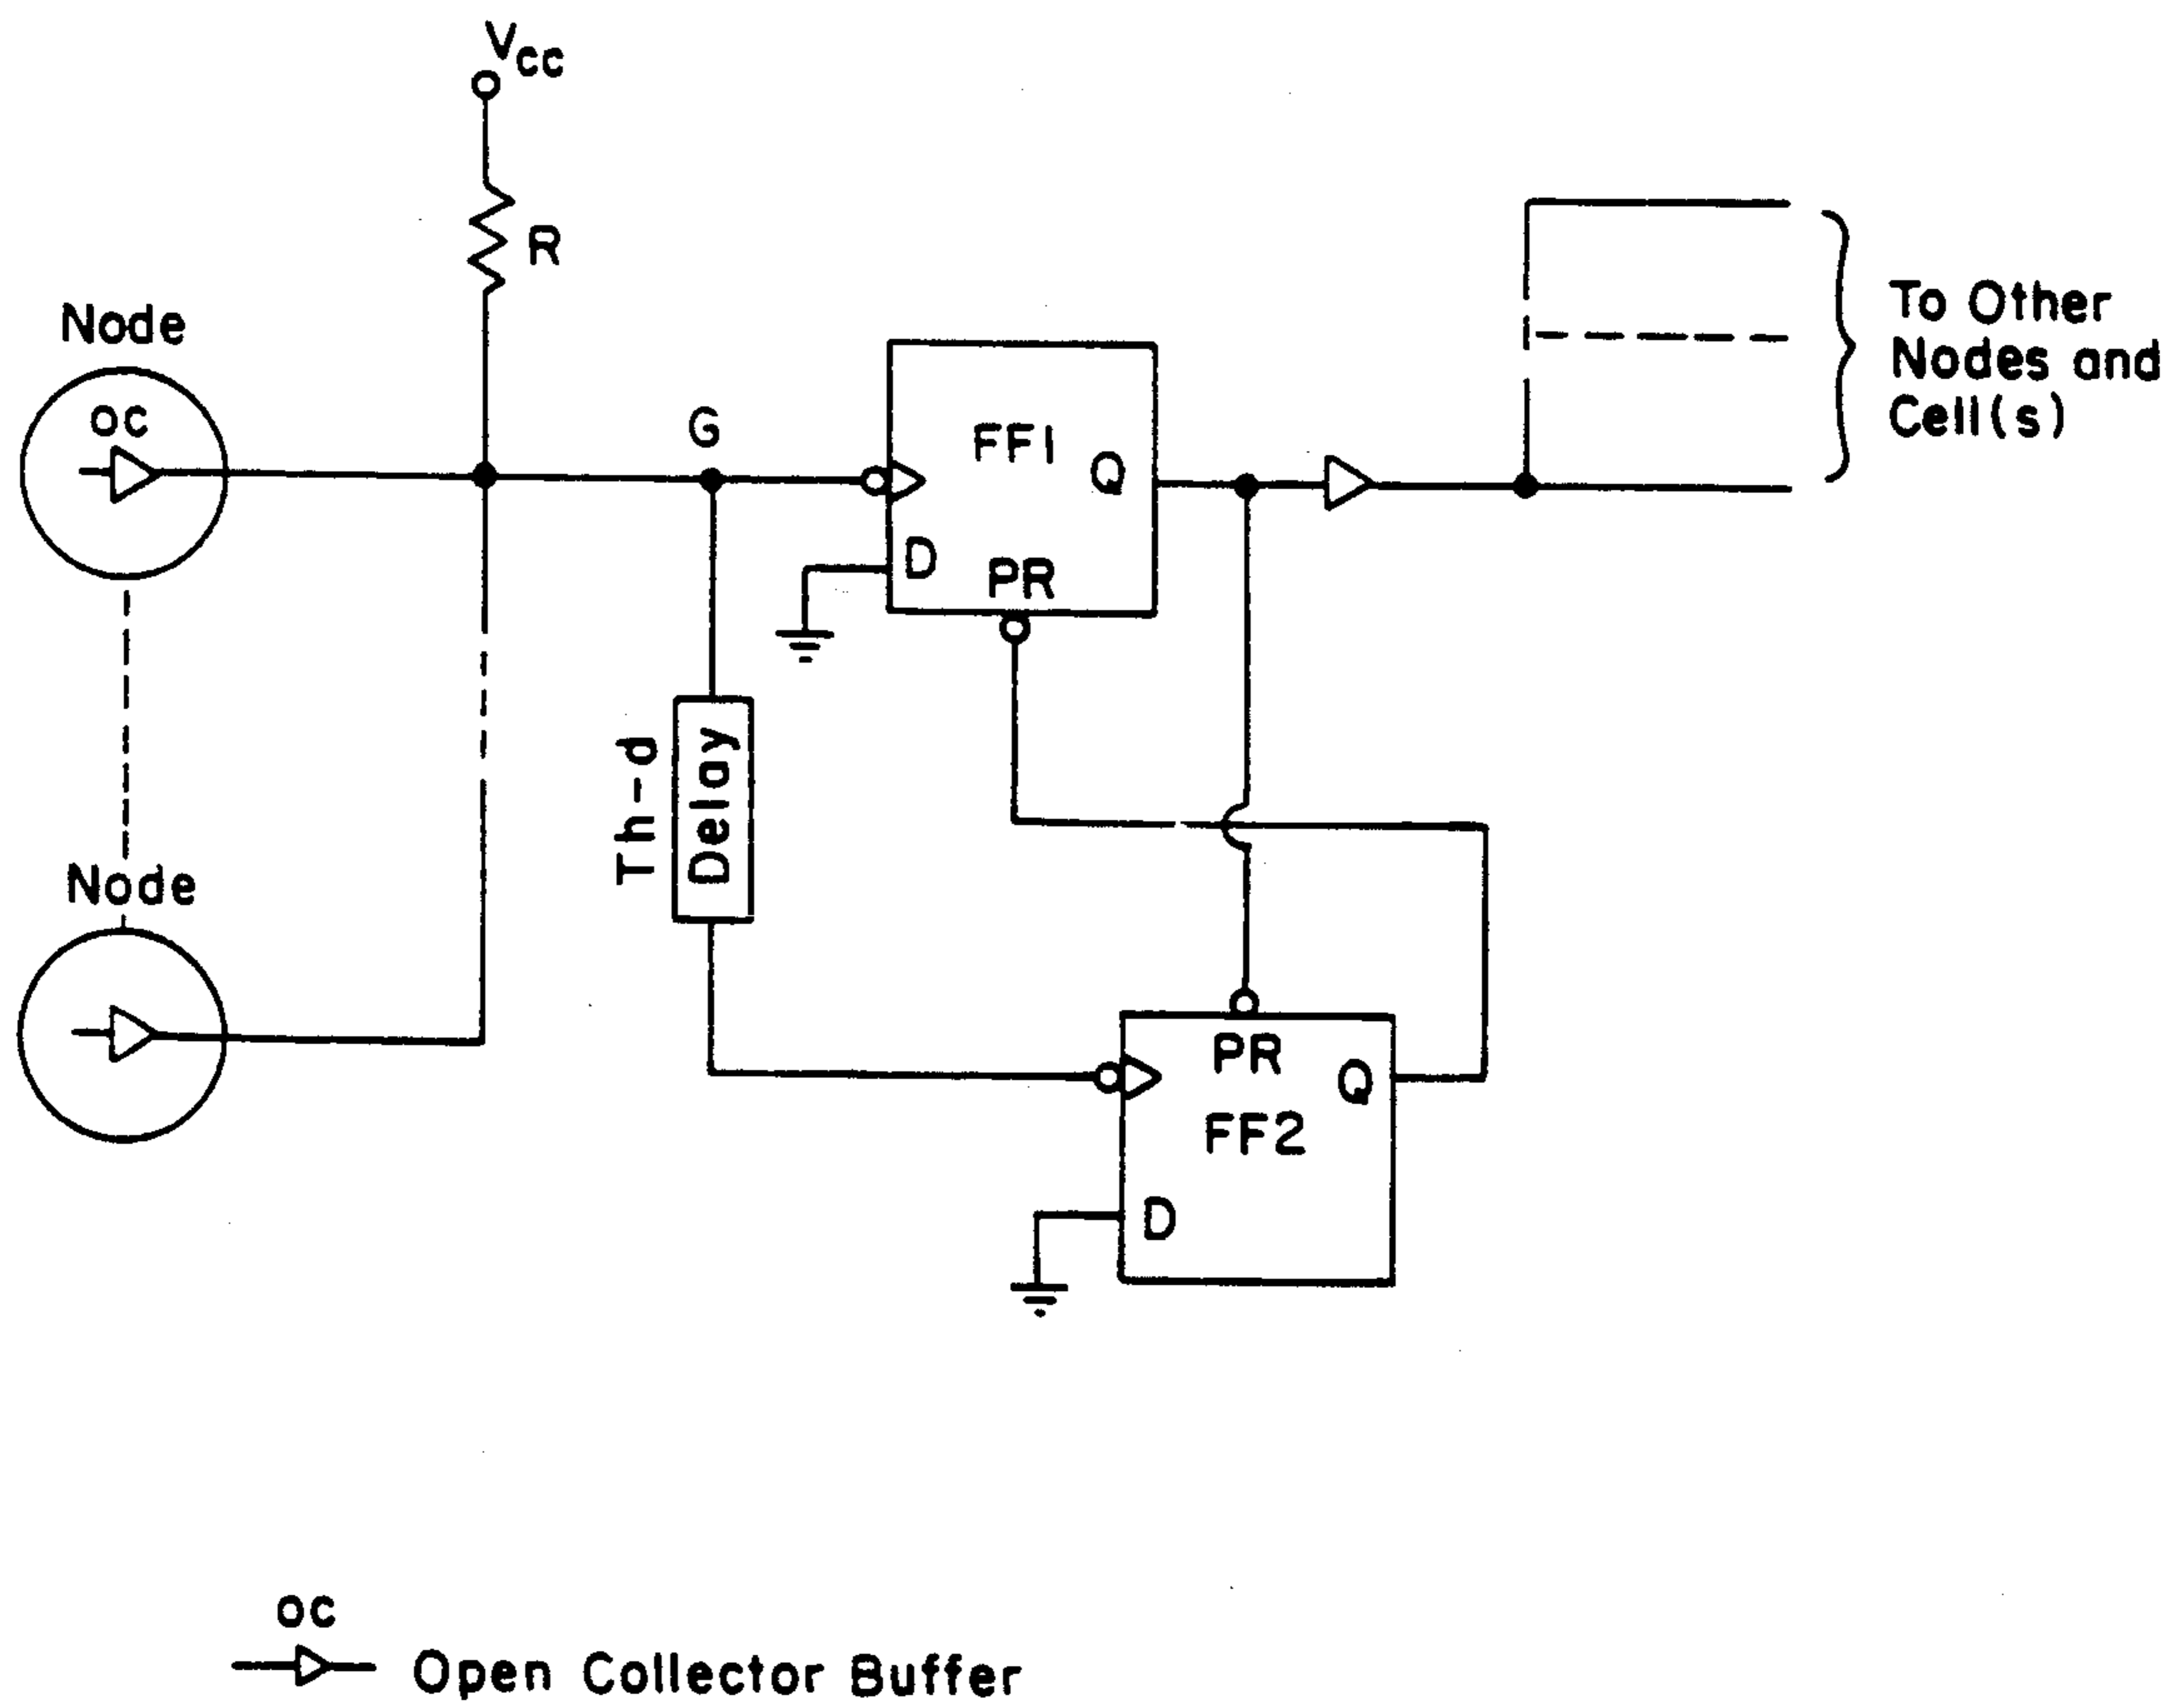 Vcc
R
Node
OC
G
FF1
Q
D
PR
To Other
Nodes and
Cell(s)
Th-d
Delay
Node
PR
Q
FF2
D
OC
Open Collector Buffer